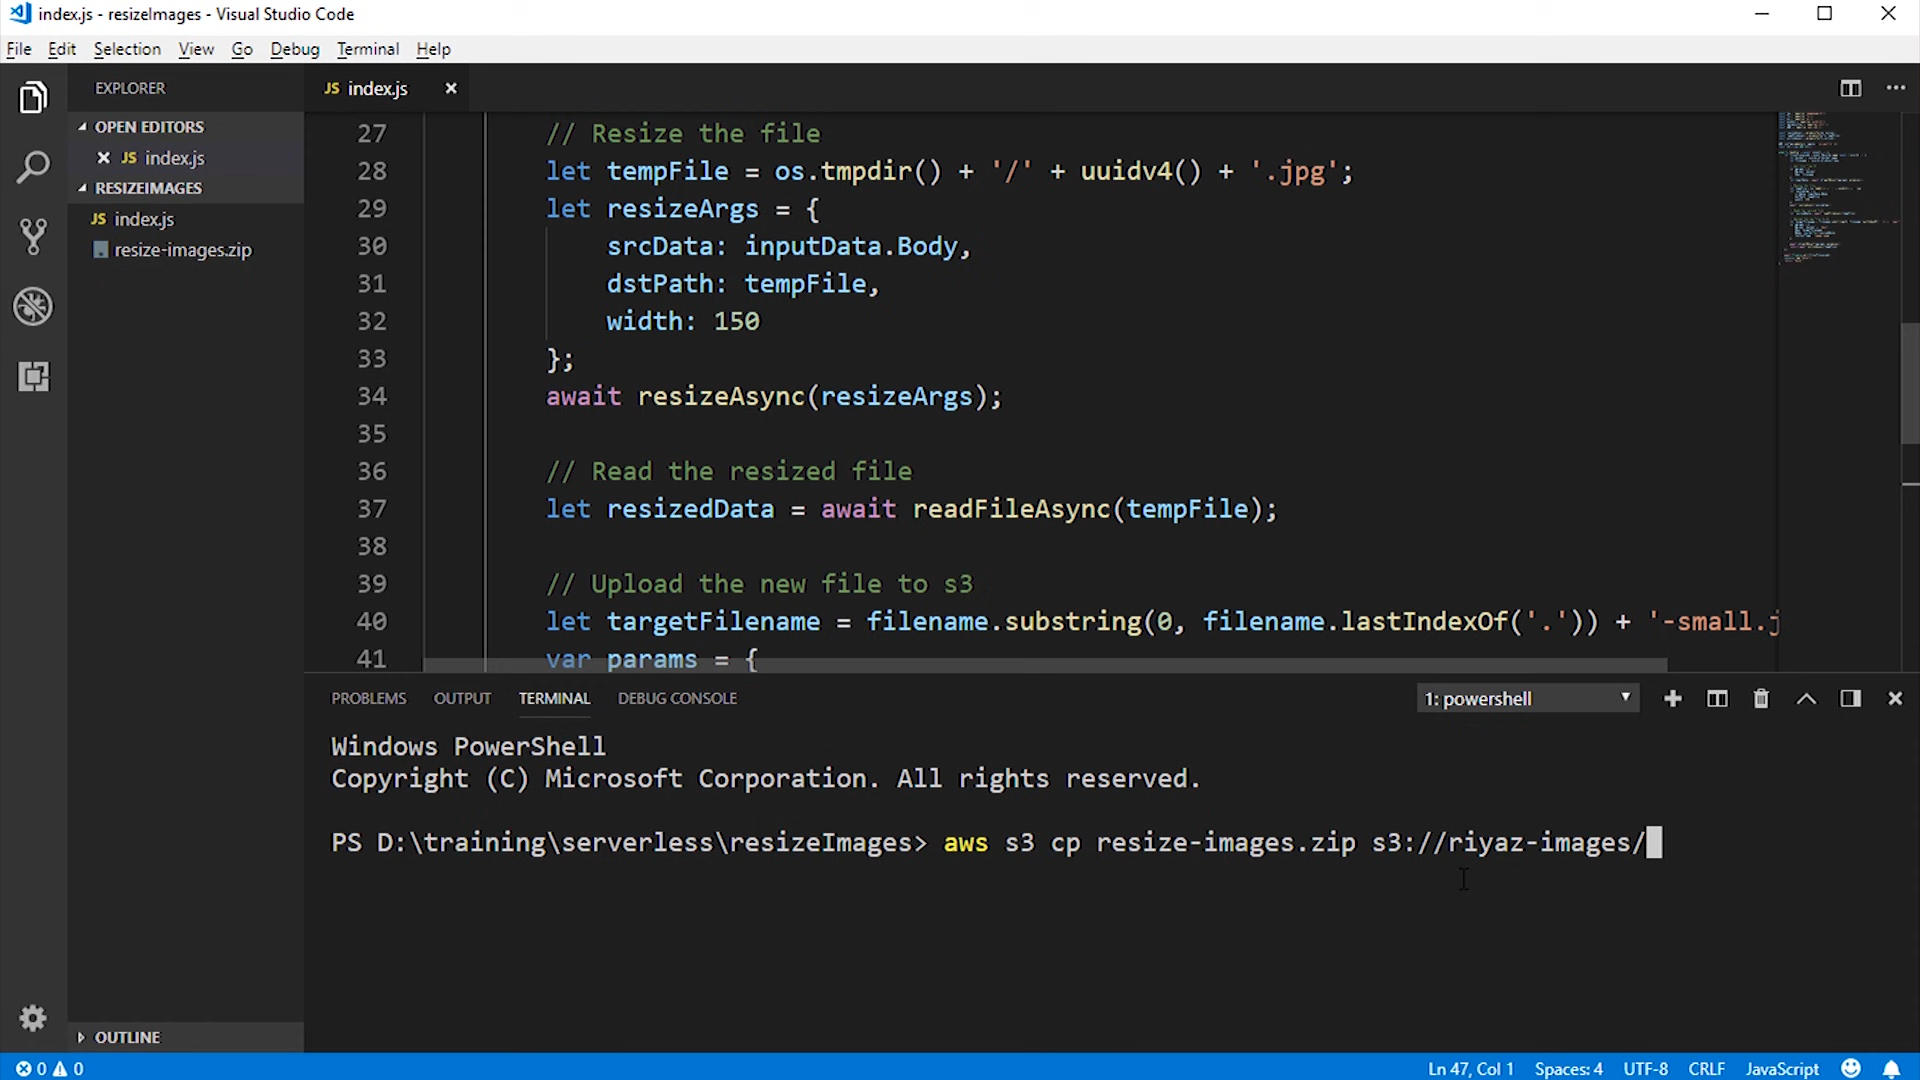 index.js - resizeImages - Visual Studio Code
File Edit Selection View Go Debug Terminal Help
EXPLORER
OPEN EDITORS
JS index.js
RESIZEIMAGES
JS index.js
resize-images.zip
OUTLINE
JS index.js
27 // Resize the file
28 let tempFile = os.tmpdir() + '/' + uuidv4() + '.jpg';
29 let resizeArgs = {
30 srcData: inputData.Body,
31 dstPath: tempFile,
32 width: 150
33 };
34 await resizeAsync(resizeArgs);
35
36 // Read the resized file
37 let resizedData = await readFileAsync(tempFile);
38
39 // Upload the new file to s3
40 let targetFilename = filename.substring(0, filename.lastIndexOf('.')) + '-small.j
41 var params = {
PROBLEMS OUTPUT TERMINAL DEBUG CONSOLE 1: powershell
Windows PowerShell
Copyright (C) Microsoft Corporation. All rights reserved.
PS D:\training\serverless\resizeImages> aws s3 cp resize-images.zip s3://riyaz-images/
0 0 Ln 47, Col 1 Spaces: 4 UTF-8 CRLF JavaScript